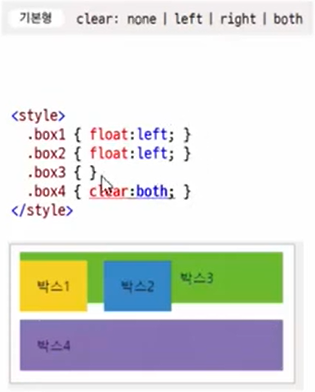 기본형 clear: none | left | right | both
<style>
.box1 { float:left; }
.box2 { float:left; }
.box3 { }
.box4 { clear:both; }
</style>
박스1 박스2 박스3
박스4